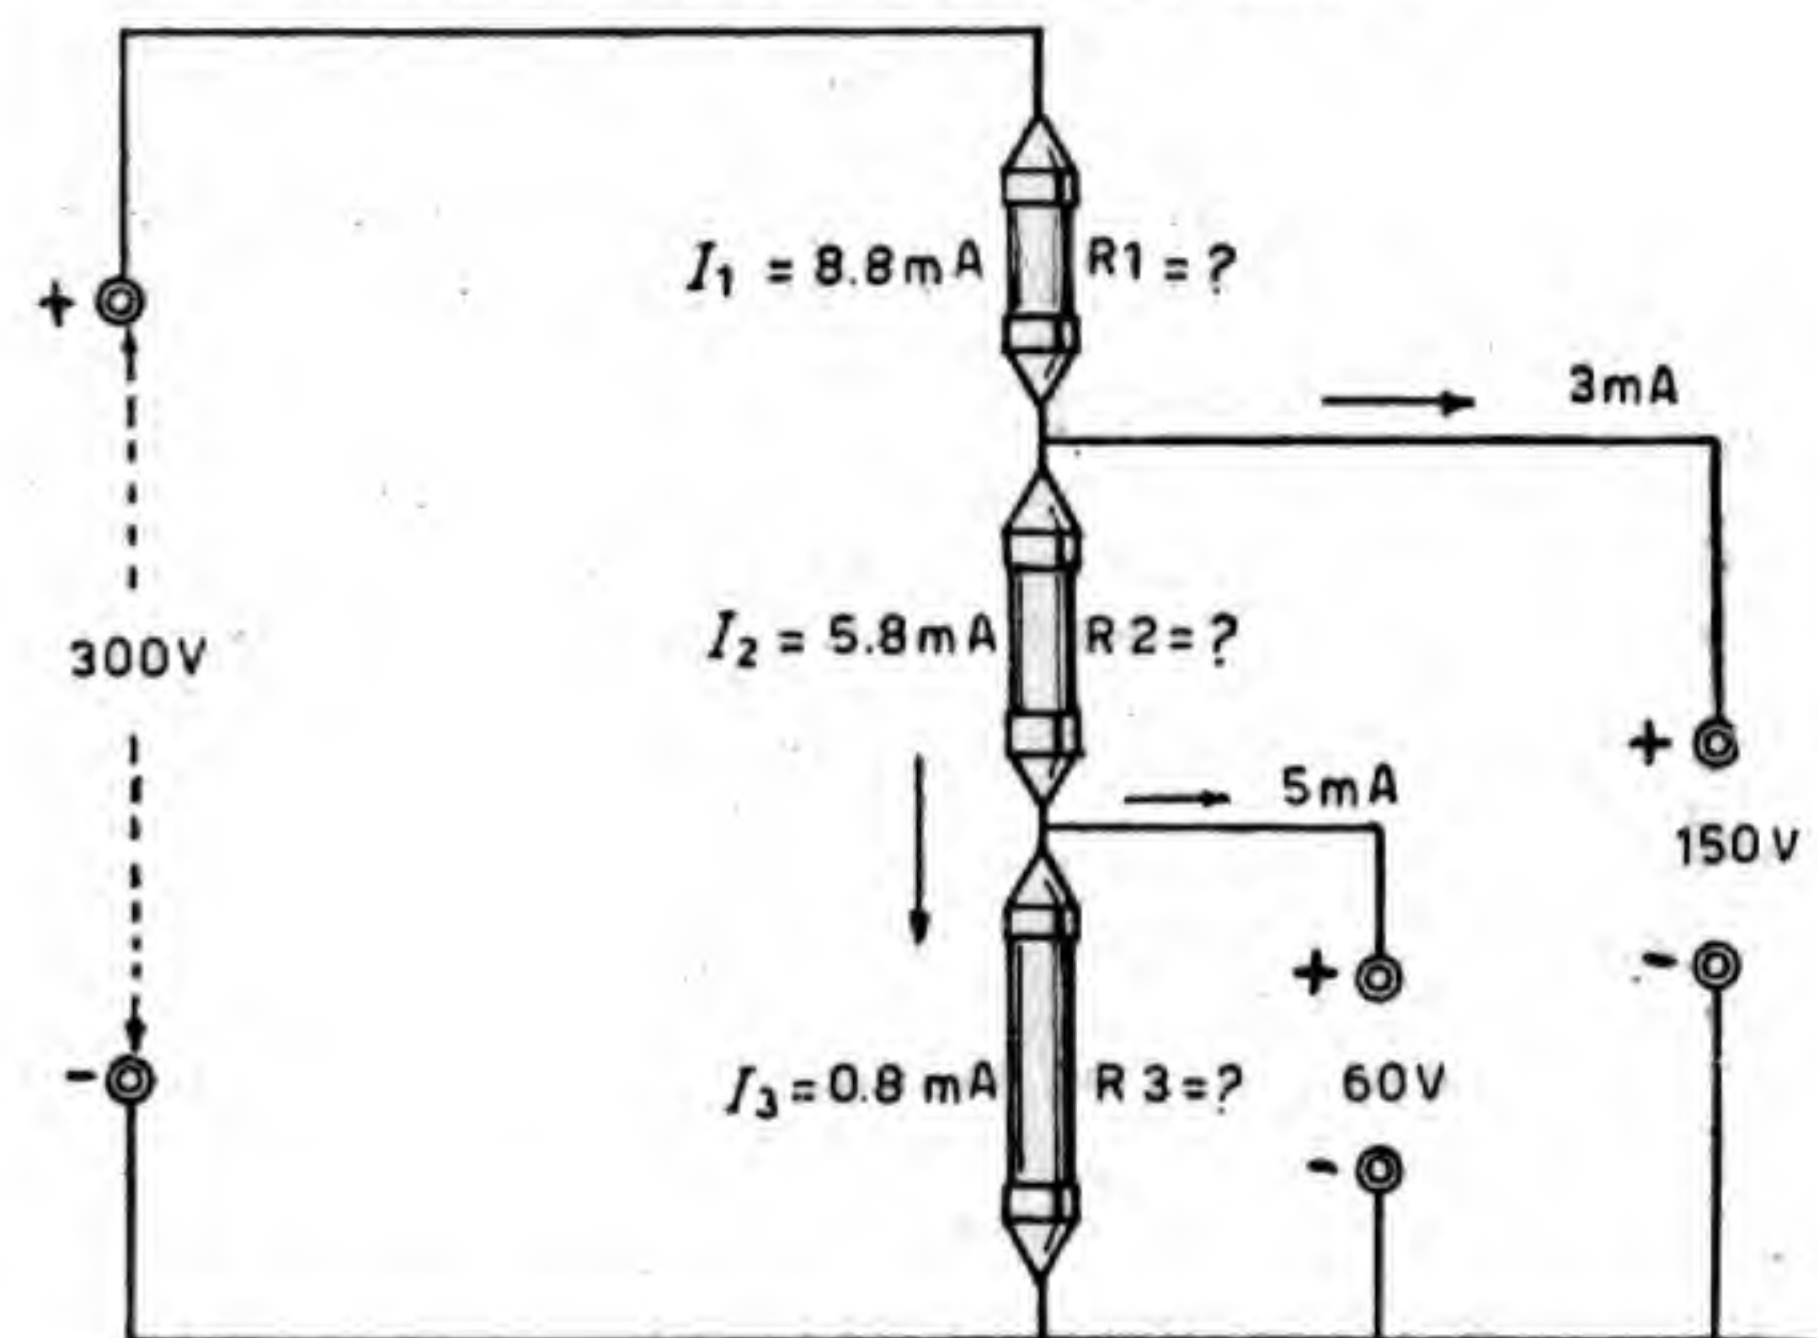 I₁ = 8.8mA R1 = ?
3mA
+
300V
I₂ = 5.8mA R2 = ?
+
5mA
150V
+
-
-
I₃ = 0.8 mA R3 = ?
60V
-